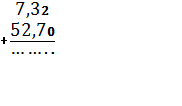 7,32
52,70
+
... ... . .